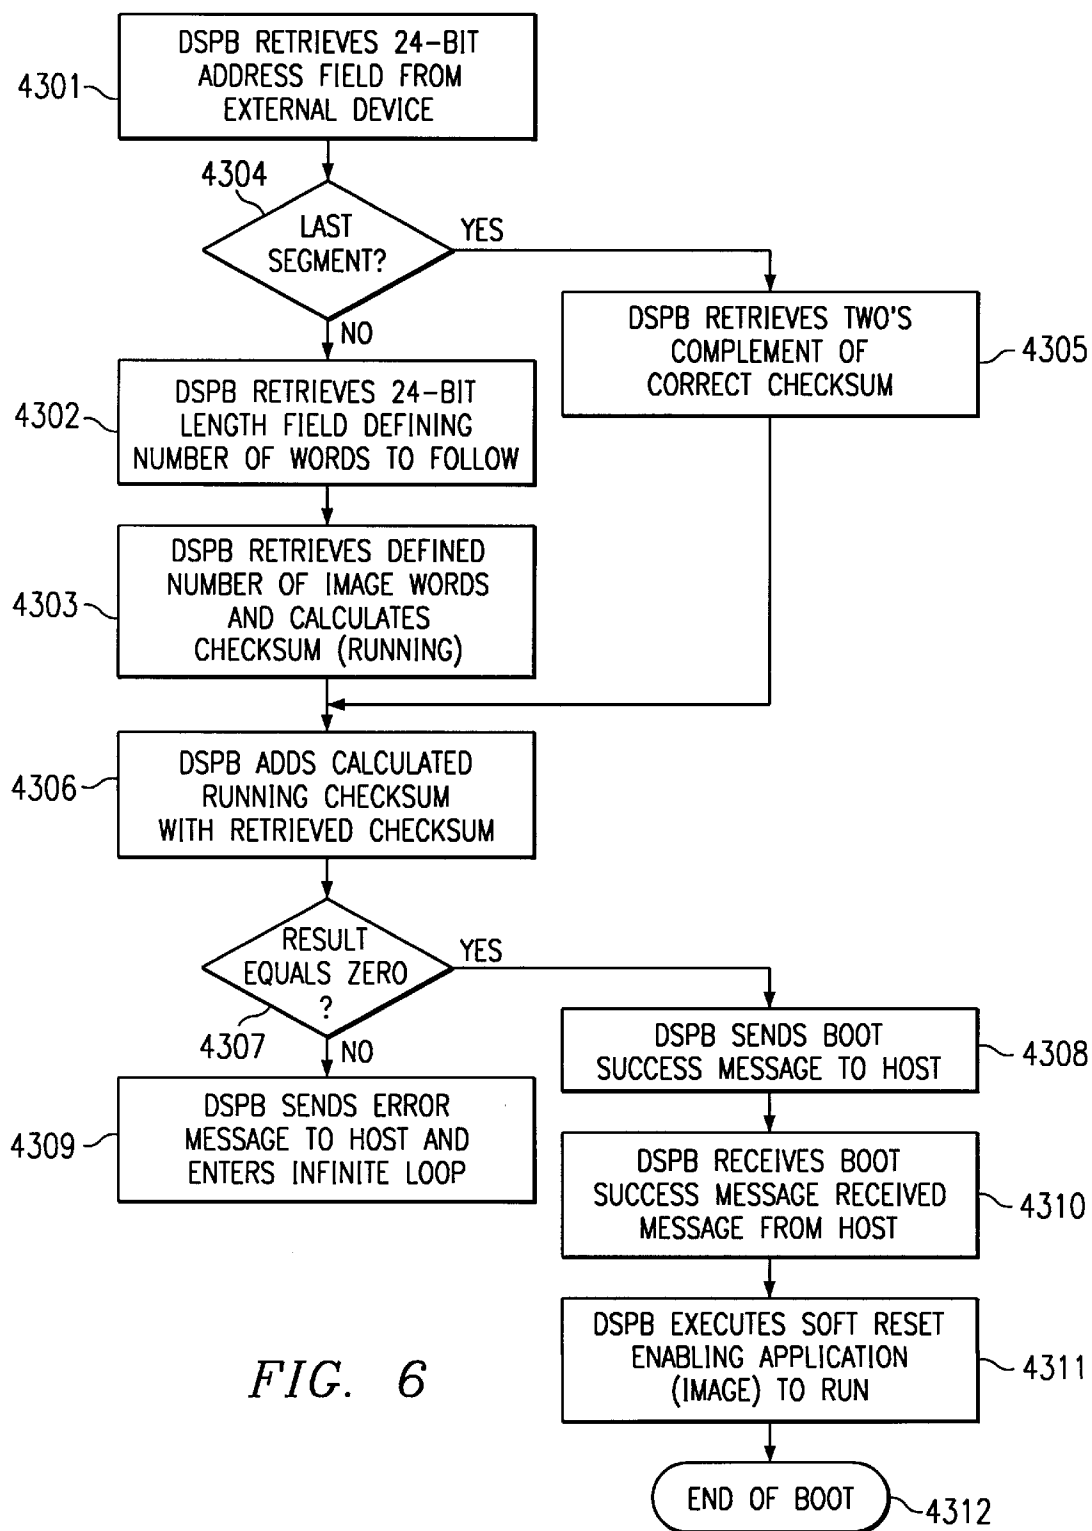 DSPB RETRIEVES 24-BIT
ADDRESS FIELD FROM
EXTERNAL DEVICE
4301
4304
LAST
SEGMENT?
YES
NO
DSPB RETRIEVES TWO'S
COMPLEMENT OF
CORRECT CHECKSUM
4305
DSPB RETRIEVES 24-BIT
LENGTH FIELD DEFINING
NUMBER OF WORDS TO FOLLOW
4302
DSPB RETRIEVES DEFINED
NUMBER OF IMAGE WORDS
AND CALCULATES
CHECKSUM (RUNNING)
4303
DSPB ADDS CALCULATED
RUNNING CHECKSUM
WITH RETRIEVED CHECKSUM
4306
RESULT
EQUALS ZERO
?
YES
4307
NO
DSPB SENDS BOOT
SUCCESS MESSAGE TO HOST
4308
DSPB SENDS ERROR
MESSAGE TO HOST AND
ENTERS INFINITE LOOP
4309
DSPB RECEIVES BOOT
SUCCESS MESSAGE RECEIVED
MESSAGE FROM HOST
4310
DSPB EXECUTES SOFT RESET
ENABLING APPLICATION
(IMAGE) TO RUN
4311
FIG. 6
END OF BOOT
4312